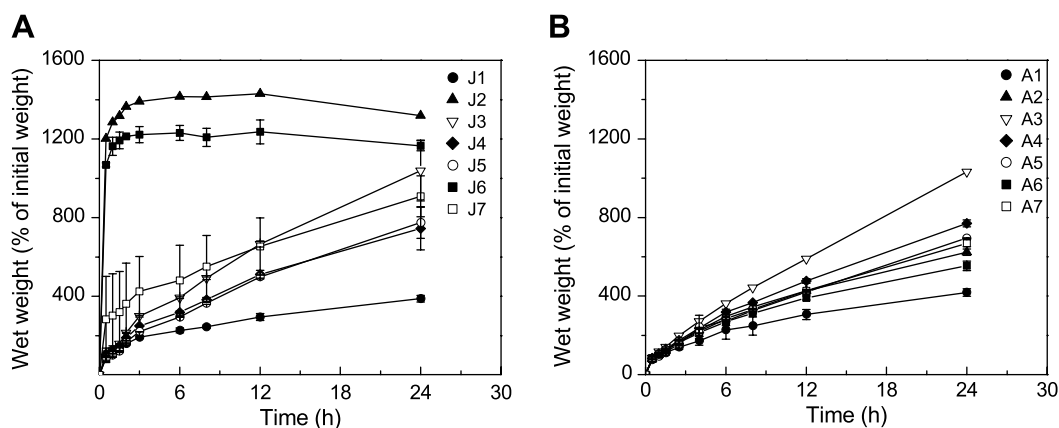 A
Wet weight (% of initial weight)
1600
1200
800
400
0
0 6 12 18 24 30
Time (h)
J1
J2
J3
J4
J5
J6
J7
B
Wet weight (% of initial weight)
1600
1200
800
400
0
0 6 12 18 24 30
Time (h)
A1
A2
A3
A4
A5
A6
A7